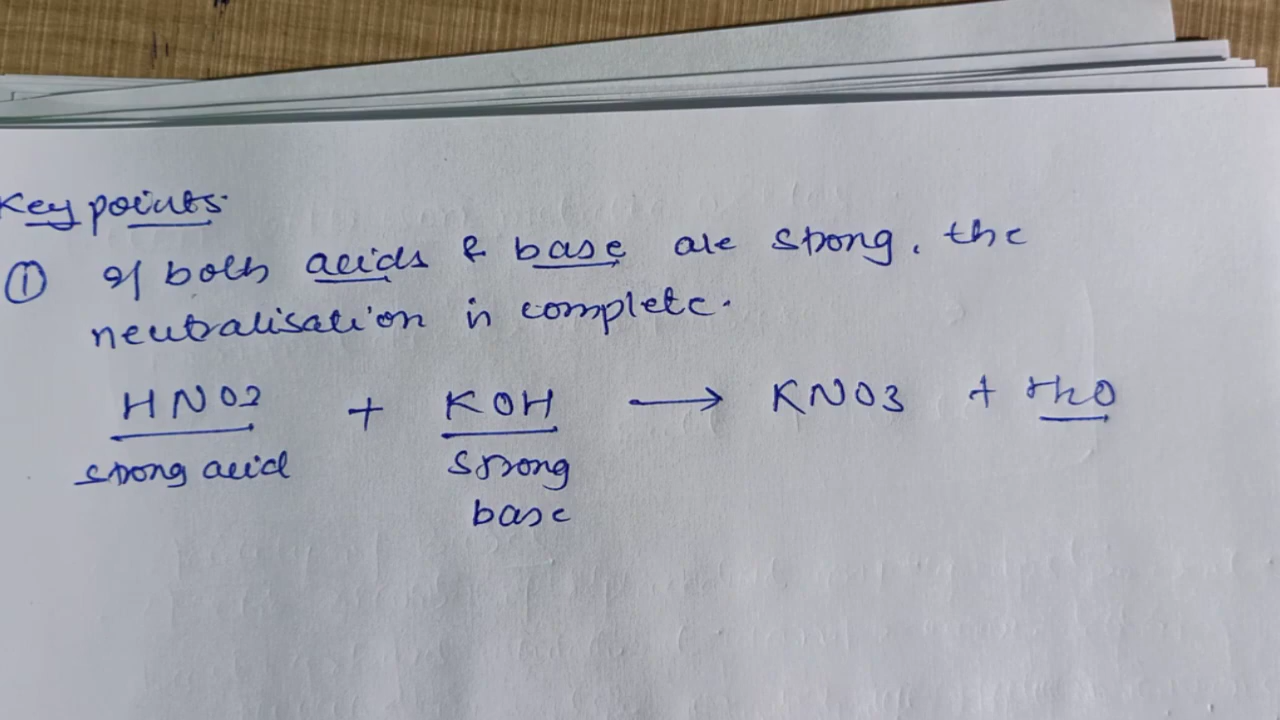 Key points.
① If both acids & base are strong, the
neutralisation is complete.
HNO3 + KOH → KNO3 + H2O
strong acid strong
base